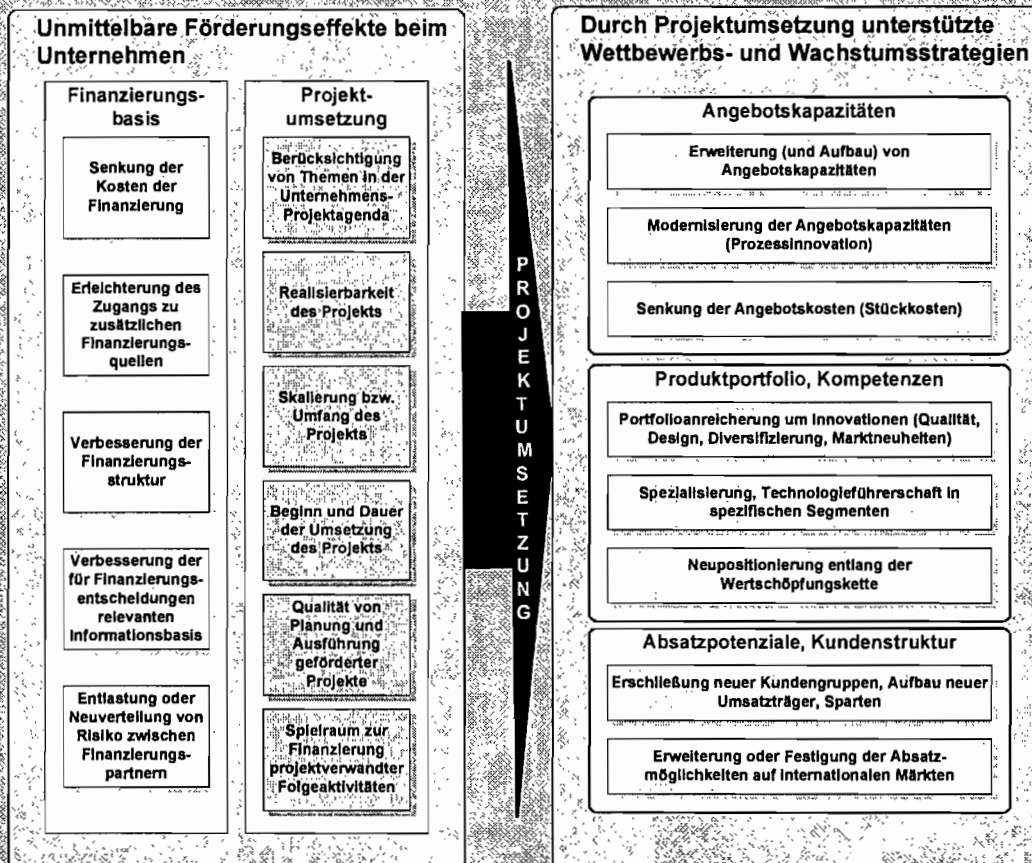 Unmittelbare Förderungseffekte beim
Unternehmen
Finanzierungs-
basis
Senkung der
Kosten der
Finanzierung
Erleichterung des
Zugangs zu
zusätzlichen
Finanzierungs-
quellen
Verbesserung der
Finanzierungs-
struktur
Verbesserung der
für Finanzierungs-
entscheidungen
relevanten
Informationsbasis
Entlastung oder
Neuverteilung von
Risiko zwischen
Finanzierungs-
partnern
Projekt-
umsetzung
Berücksichtigung
von Themen in der
Unternehmens-
Projektagenda
Realisierbarkeit
des Projekts
Skalierung bzw.
Umfang des
Projekts
Beginn und Dauer
der Umsetzung
des Projekts
Qualität von
Planung und
Ausführung
geförderter
Projekte
Spielraum zur
Finanzierung
projektverwandter
Folgeaktivitäten
PROJEKTUMSETZUNG
Durch Projektumsetzung unterstützte
Wettbewerbs- und Wachstumsstrategien
Angebotskapazitäten
Erweiterung (und Aufbau) von
Angebotskapazitäten
Modernisierung der Angebotskapazitäten
(Prozessinnovation)
Senkung der Angebotskosten (Stückkosten)
Produktportfolio, Kompetenzen
Portfolioanreicherung um Innovationen (Qualität,
Design, Diversifizierung, Marktneuheiten)
Spezialisierung, Technologieführerschaft in
spezifischen Segmenten
Neupositionierung entlang der
Wertschöpfungskette
Absatzpotenziale, Kundenstruktur
Erschließung neuer Kundengruppen, Aufbau neuer
Umsatzträger, Sparten
Erweiterung oder Festigung der Absatz-
möglichkeiten auf internationalen Märkten